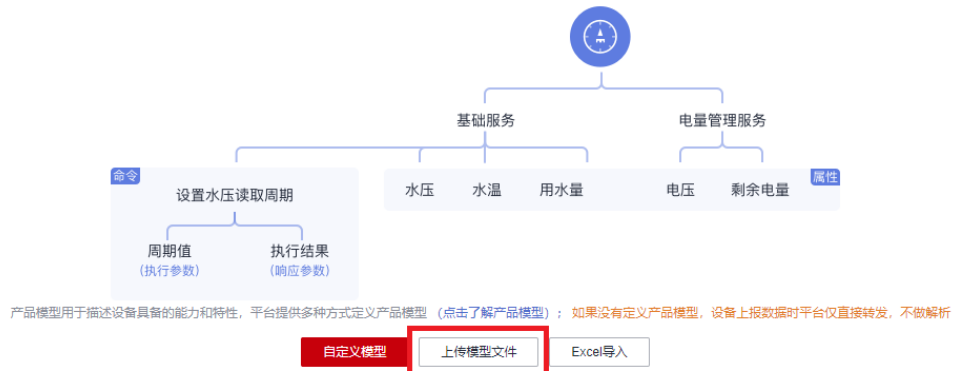 基础服务 电量管理服务
命令 设置水压读取周期 水压 水温 用水量 电压 剩余电量 属性
周期值 执行结果
(执行参数) (响应参数)
产品模型用于描述设备具备的能力和特性，平台提供多种方式定义产品模型 （点击了解产品模型）； 如果没有定义产品模型，设备上报数据时平台仅直接转发，不做解析
自定义模型 上传模型文件 Excel导入